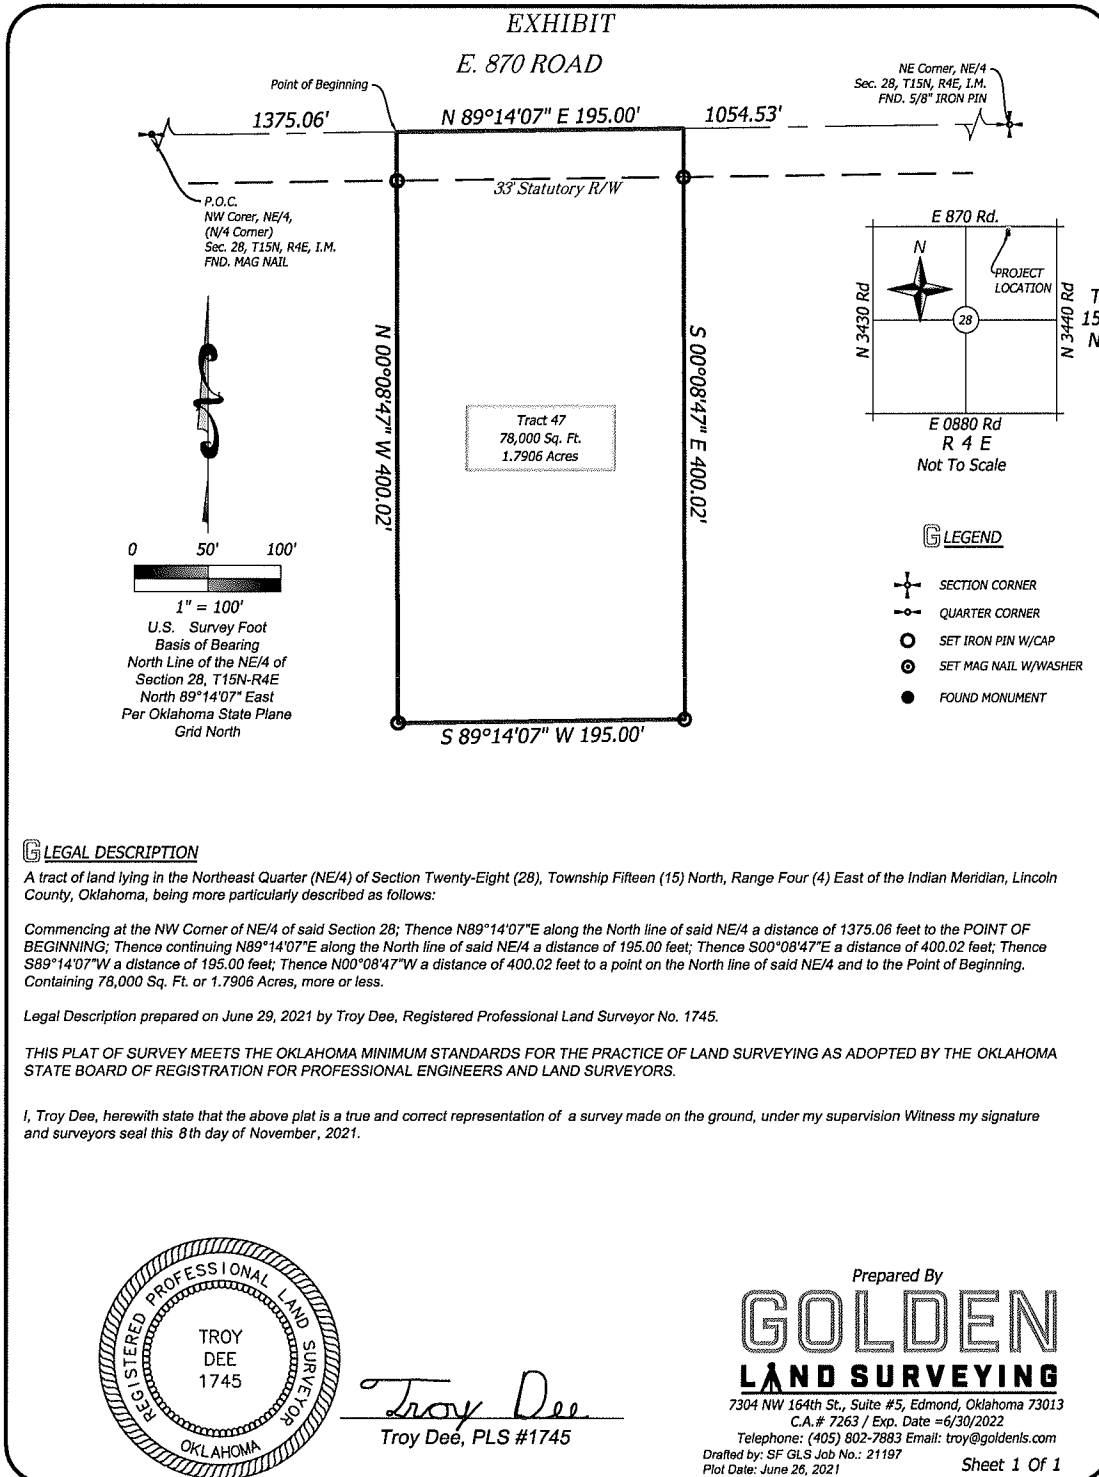 EXHIBIT
E. 870 ROAD
Point of Beginning
NE Corner, NE/4
Sec. 28, T15N, R4E, I.M.
FND. 5/8" IRON PIN
1375.06'
N 89°14'07" E 195.00'
1054.53'
33' Statutory R/W
P.O.C.
NW Corer, NE/4,
(N/4 Corner)
Sec. 28, T15N, R4E, I.M.
FND. MAG NAIL
E 870 Rd.
N
PROJECT
LOCATION
N 3430 Rd
28
N 3440 Rd
T
15
N
E 0880 Rd
R 4 E
Not To Scale
N 00°08'47" W 400.02'
S 00°08'47" E 400.02'
Tract 47
78,000 Sq. Ft.
1.7906 Acres
0 50' 100'
1" = 100'
U.S. Survey Foot
Basis of Bearing
North Line of the NE/4 of
Section 28, T15N-R4E
North 89°14'07" East
Per Oklahoma State Plane
Grid North
G LEGEND
SECTION CORNER
QUARTER CORNER
SET IRON PIN W/CAP
SET MAG NAIL W/WASHER
FOUND MONUMENT
S 89°14'07" W 195.00'
G LEGAL DESCRIPTION
A tract of land lying in the Northeast Quarter (NE/4) of Section Twenty-Eight (28), Township Fifteen (15) North, Range Four (4) East of the Indian Meridian, Lincoln
County, Oklahoma, being more particularly described as follows:
Commencing at the NW Corner of NE/4 of said Section 28; Thence N89°14'07"E along the North line of said NE/4 a distance of 1375.06 feet to the POINT OF
BEGINNING; Thence continuing N89°14'07"E along the North line of said NE/4 a distance of 195.00 feet; Thence S00°08'47"E a distance of 400.02 feet; Thence
S89°14'07"W a distance of 195.00 feet; Thence N00°08'47"W a distance of 400.02 feet to a point on the North line of said NE/4 and to the Point of Beginning.
Containing 78,000 Sq. Ft. or 1.7906 Acres, more or less.
Legal Description prepared on June 29, 2021 by Troy Dee, Registered Professional Land Surveyor No. 1745.
THIS PLAT OF SURVEY MEETS THE OKLAHOMA MINIMUM STANDARDS FOR THE PRACTICE OF LAND SURVEYING AS ADOPTED BY THE OKLAHOMA
STATE BOARD OF REGISTRATION FOR PROFESSIONAL ENGINEERS AND LAND SURVEYORS.
I, Troy Dee, herewith state that the above plat is a true and correct representation of a survey made on the ground, under my supervision Witness my signature
and surveyors seal this 8th day of November, 2021.
REGISTERED PROFESSIONAL LAND SURVEYOR
TROY
DEE
1745
OKLAHOMA
Troy Dee
Troy Dee, PLS #1745
Prepared By
GOLDEN
LAND SURVEYING
7304 NW 164th St., Suite #5, Edmond, Oklahoma 73013
C.A.# 7263 / Exp. Date =6/30/2022
Telephone: (405) 802-7883 Email: troy@goldenls.com
Drafted by: SF GLS Job No.: 21197
Plot Date: June 26, 2021
Sheet 1 Of 1